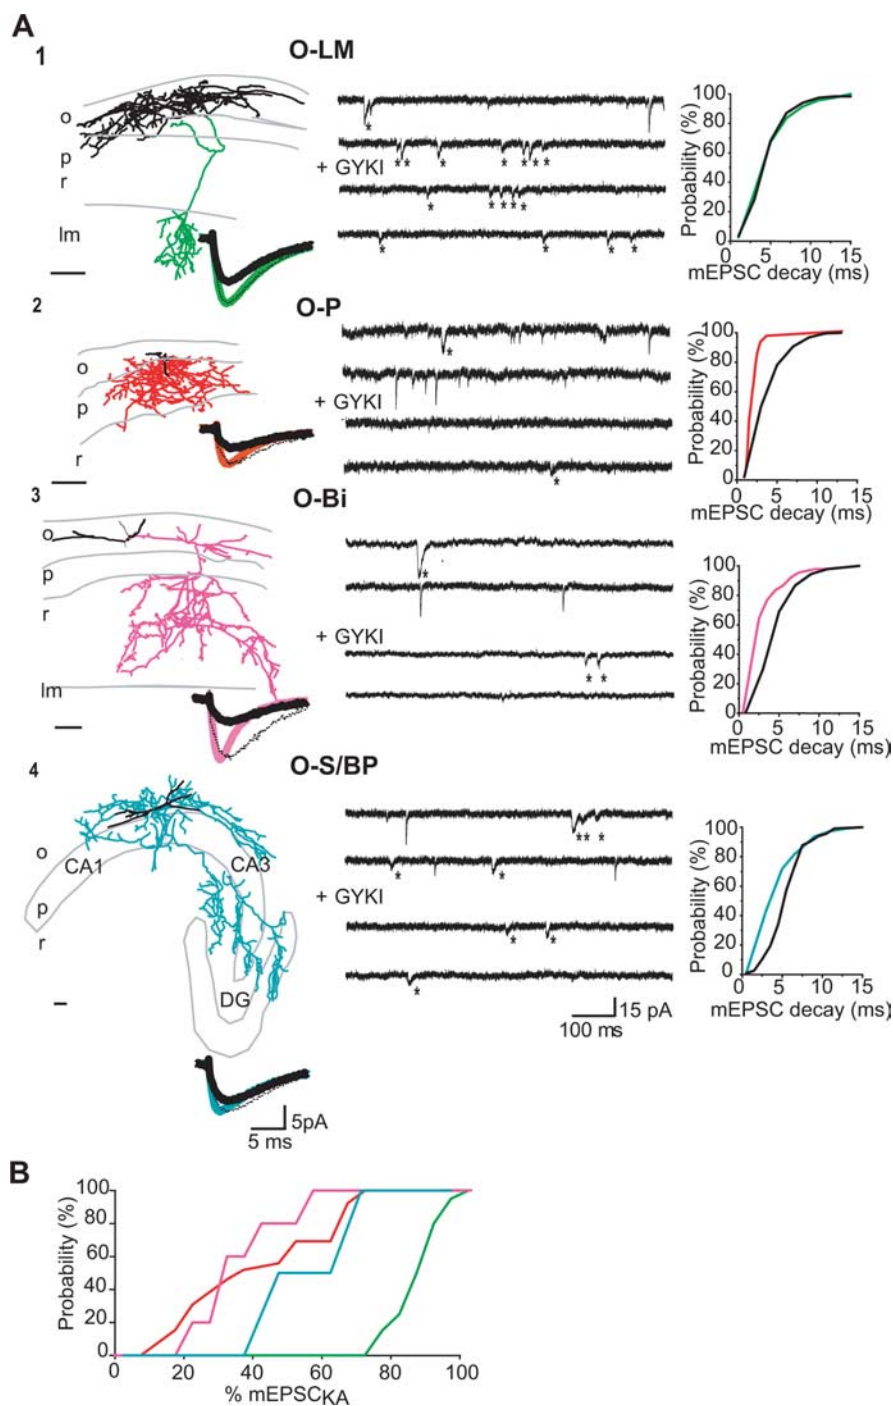 A
1
O-LM
o
p
r
lm
+ GYKI
* * * * * * * *
* * * * *
* * * *
Probability (%)
100
80
60
40
20
0
0 5 10 15
mEPSC decay (ms)
2
O-P
o
p
r
+ GYKI
*
*
Probability (%)
100
80
60
40
20
0
0 5 10 15
mEPSC decay (ms)
3
O-Bi
o
p
r
lm
+ GYKI
*
* *
Probability (%)
100
80
60
40
20
0
0 5 10 15
mEPSC decay (ms)
4
O-S/BP
o
CA1
CA3
p
r
DG
+ GYKI
** *
* *
* *
*
15 pA
100 ms
Probability (%)
100
80
60
40
20
0
0 5 10 15
mEPSC decay (ms)
5pA
5 ms
B
Probability (%)
100
80
60
40
20
0
0 20 40 60 80 100
% mEPSCKA